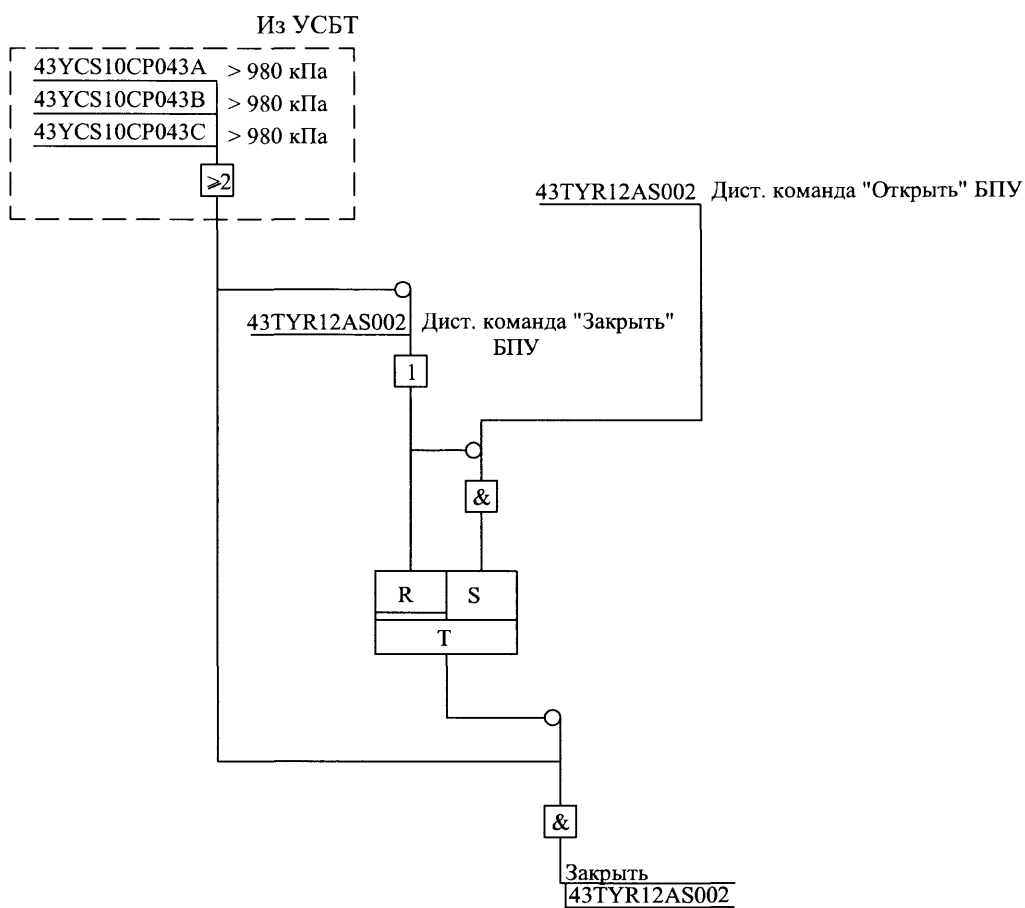 Из УСБТ
43YCS10CP043A > 980 кПа
43YCS10CP043B > 980 кПа
43YCS10CP043C > 980 кПа
⩾2
43TYR12AS002 Дист. команда "Открыть" БПУ
43TYR12AS002 Дист. команда "Закрыть"
БПУ
1
&
R S
T
&
Закрыть
43TYR12AS002